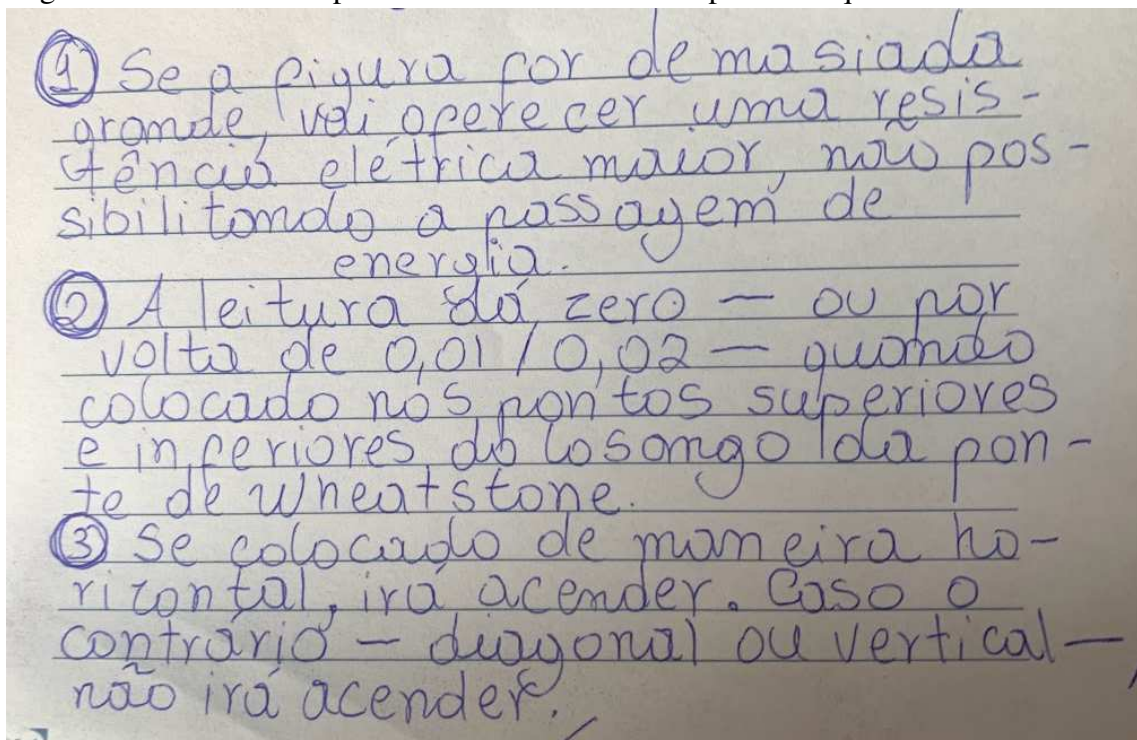 ① Se a figura for demasiada
grande, vai oferecer uma resis-
tência elétrica maior, não pos-
sibilitando a passagem de
energia.
② A leitura dá zero — ou por
volta de 0,01 / 0,02 — quando
colocado nos pontos superiores
e inferiores do losango da pon-
te de Wheatstone.
③ Se colocado de maneira ho-
rizontal, irá acender. Caso o
contrário — diagonal ou vertical —,
não irá acender.